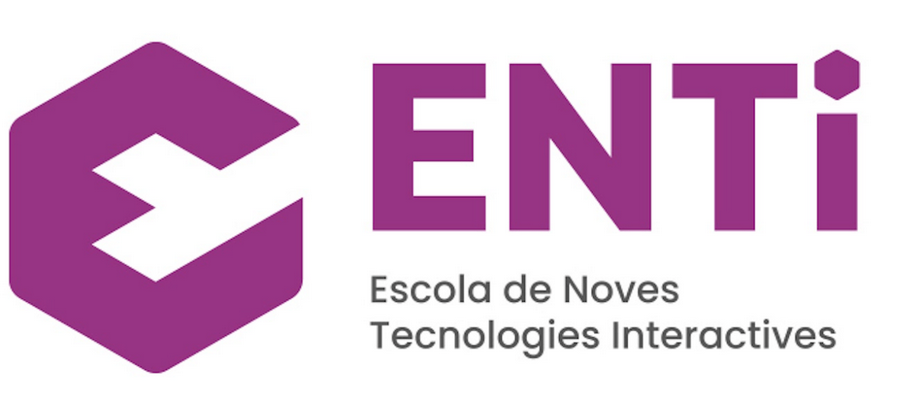 ENTi
Escola de Noves
Tecnologies Interactives